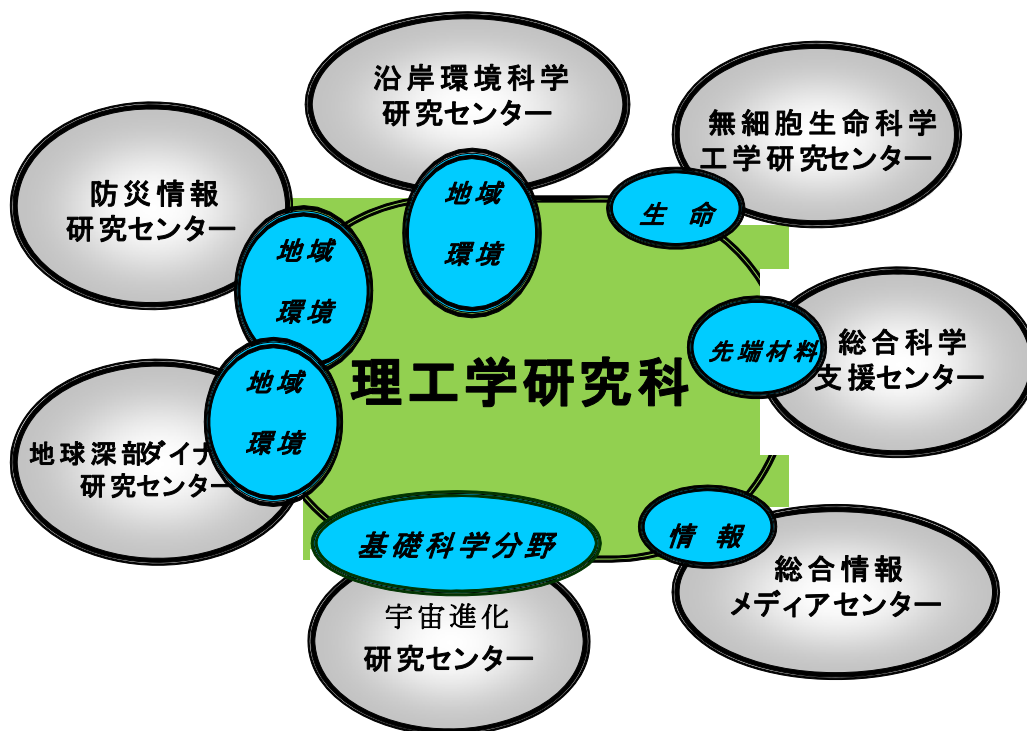 沿岸環境科学
研究センター
無細胞生命科学
工学研究センター
防災情報
研究センター
地域
環境
生 命
地域
環境
先端材料
総合科学
支援センター
理工学研究科
地域
環境
地球深部ダイナ
研究センター
基礎科学分野
情 報
総合情報
メディアセンター
宇宙進化
研究センター